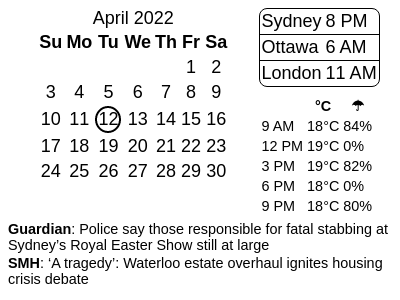 April 2022
Su Mo Tu We Th Fr Sa
1 2
3 4 5 6 7 8 9
10 11 12 13 14 15 16
17 18 19 20 21 22 23
24 25 26 27 28 29 30
Sydney 8 PM
Ottawa 6 AM
London 11 AM
°C ☂
9 AM 18°C 84%
12 PM 19°C 0%
3 PM 19°C 82%
6 PM 18°C 0%
9 PM 18°C 80%
Guardian: Police say those responsible for fatal stabbing at
Sydney’s Royal Easter Show still at large
SMH: ‘A tragedy’: Waterloo estate overhaul ignites housing
crisis debate